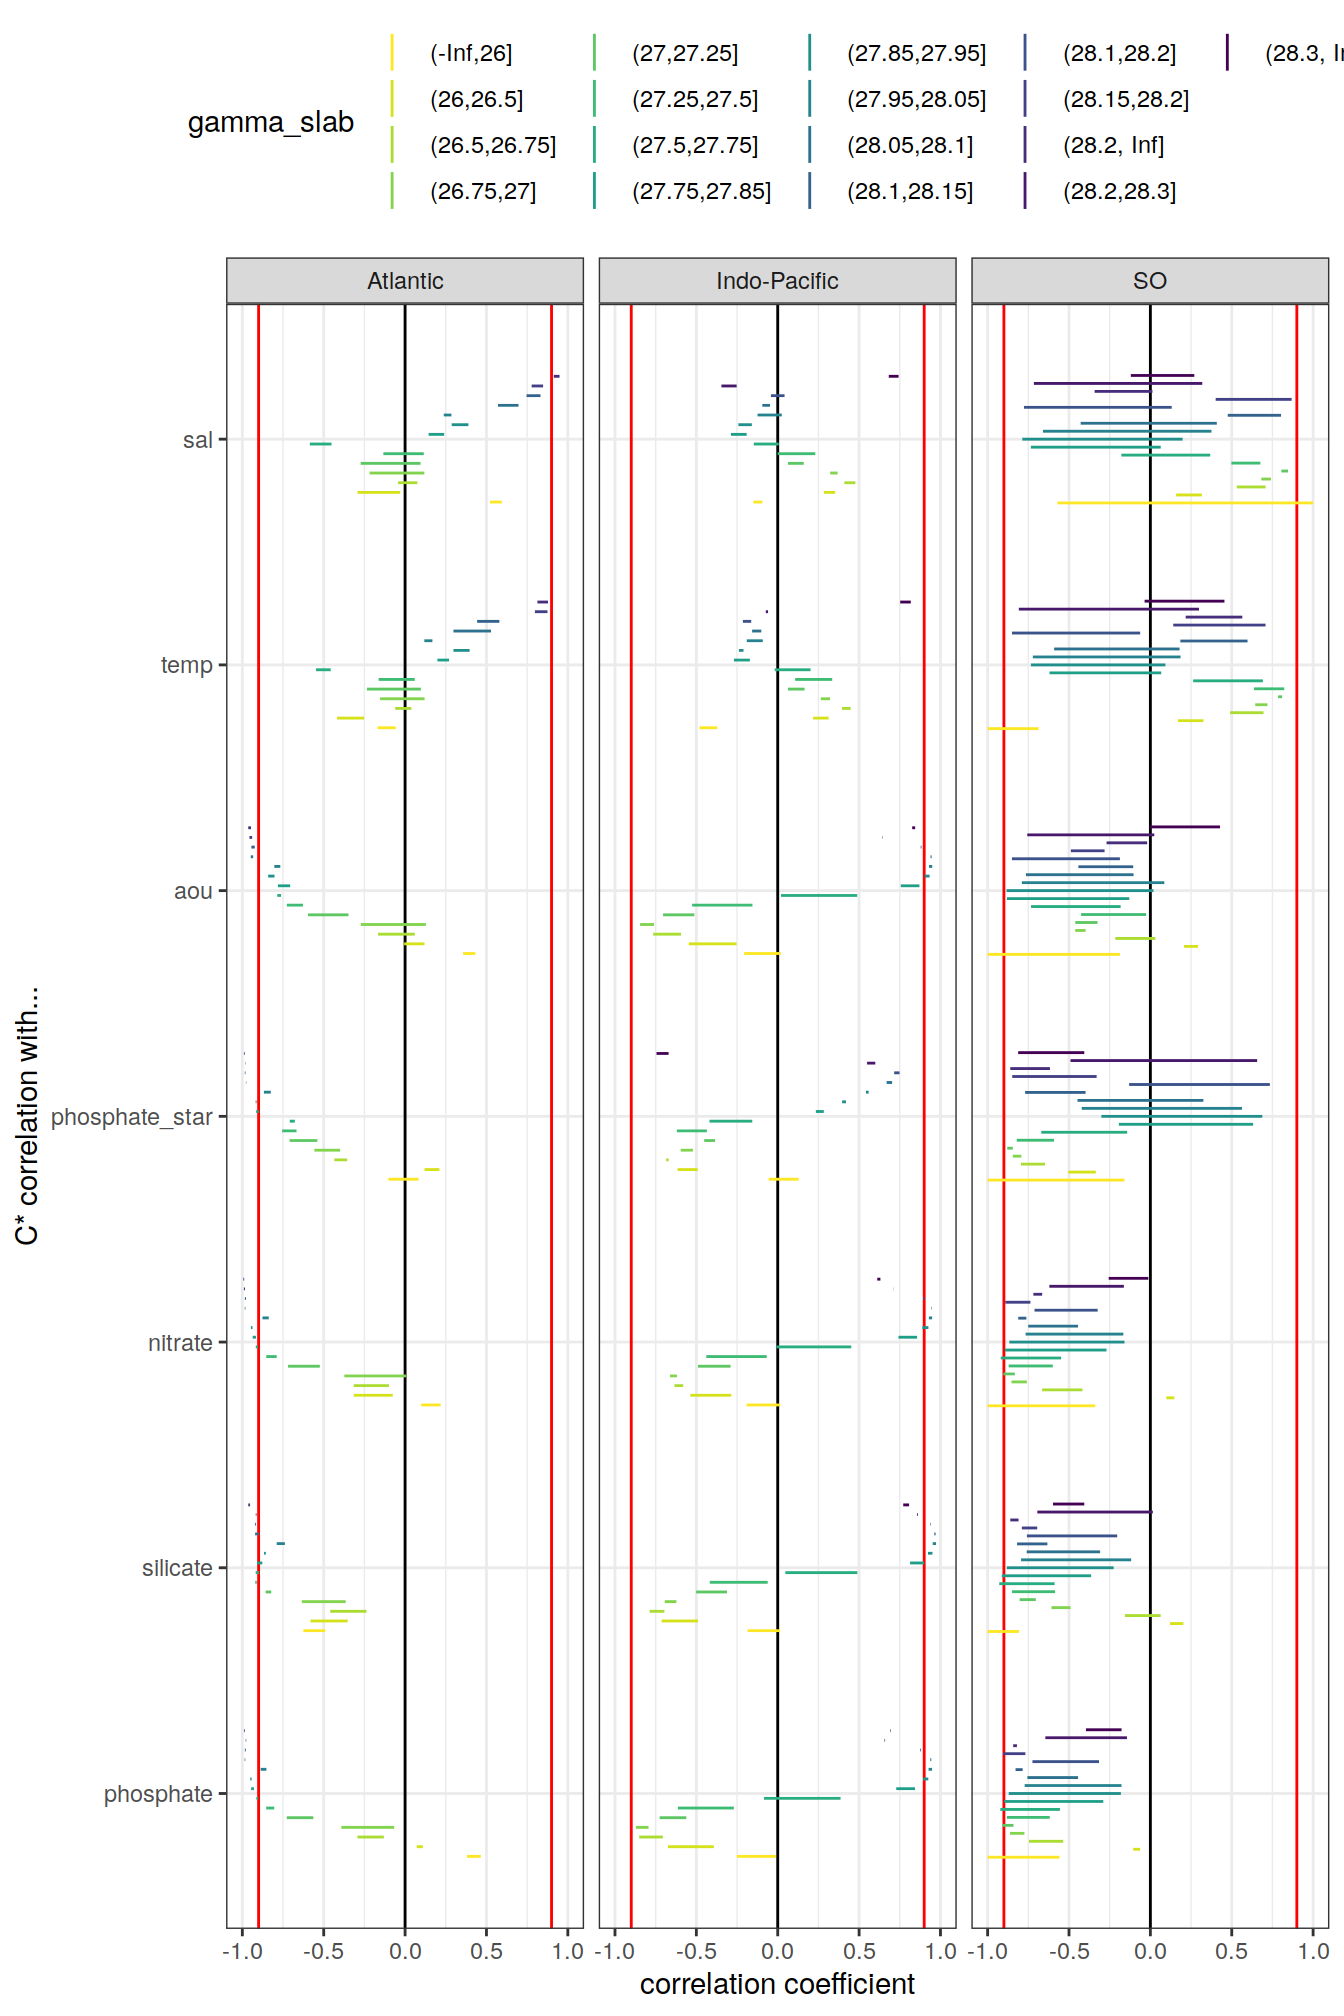 gamma_slab
(-Inf,26]
(26,26.5]
(26.5,26.75]
(26.75,27]
(27,27.25]
(27.25,27.5]
(27.5,27.75]
(27.75,27.85]
(27.85,27.95]
(27.95,28.05]
(28.05,28.1]
(28.1,28.15]
(28.1,28.2]
(28.15,28.2]
(28.2, Inf]
(28.2,28.3]
(28.3,
Atlantic Indo-Pacific SO
C* correlation with...
sal
temp
aou
phosphate_star
nitrate
silicate
phosphate
-1.0 -0.5 0.0 0.5 1.0 -1.0 -0.5 0.0 0.5 1.0 -1.0 -0.5 0.0 0.5 1.0
correlation coefficient